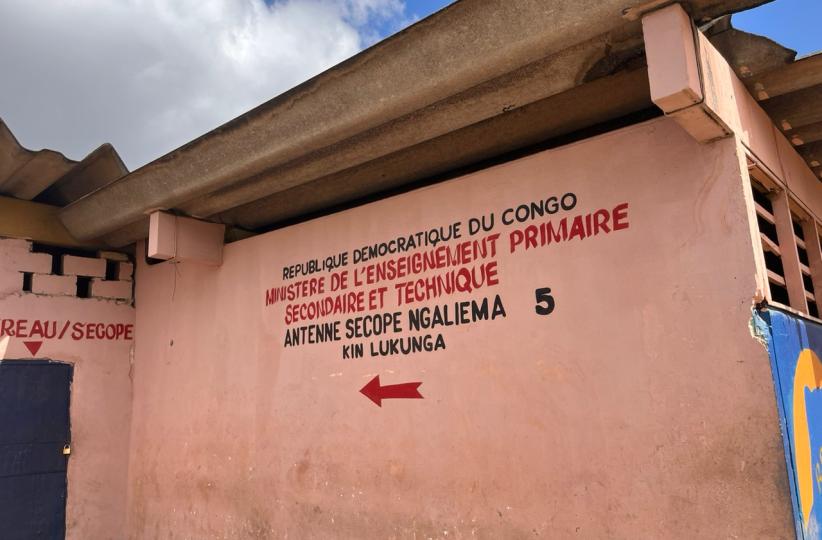 REPUBLIQUE DEMOCRATIQUE DU CONGO
MINISTERE DE L'ENSEIGNEMENT PRIMAIRE
SECONDAIRE ET TECHNIQUE
ANTENNE SECOPE NGALIEMA 5
KIN LUKUNGA
REAU/SECOPE